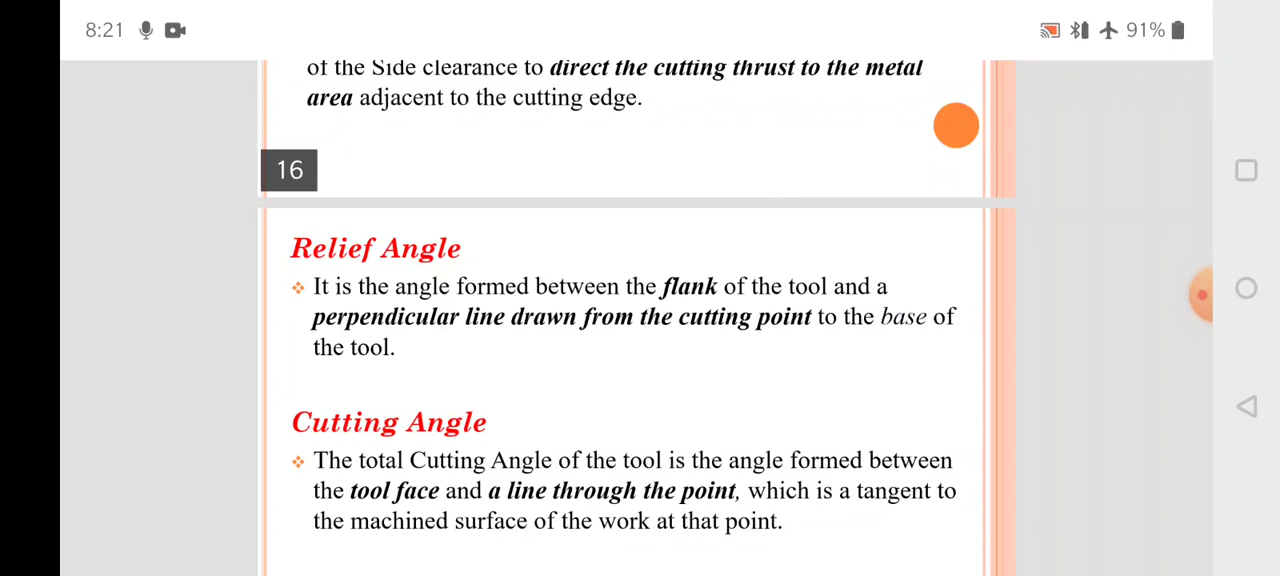 8:21
91%
of the Side clearance to direct the cutting thrust to the metal
area adjacent to the cutting edge.
16
Relief Angle
It is the angle formed between the flank of the tool and a
perpendicular line drawn from the cutting point to the base of
the tool.
Cutting Angle
The total Cutting Angle of the tool is the angle formed between
the tool face and a line through the point, which is a tangent to
the machined surface of the work at that point.